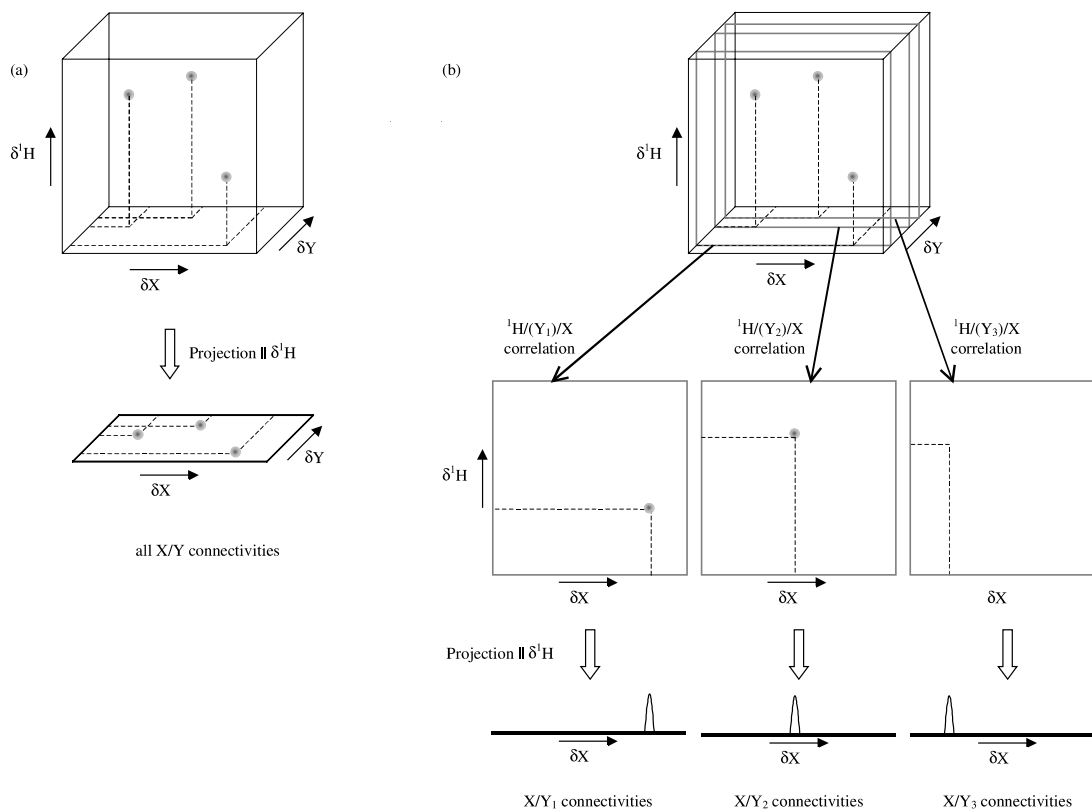 (a)
δ¹H
δY
δX
Projection ‖ δ¹H
δY
δX
all X/Y connectivities
(b)
δ¹H
δY
δX
¹H/(Y₁)/X
correlation
¹H/(Y₂)/X
correlation
¹H/(Y₃)/X
correlation
δ¹H
δX
δX
δX
Projection ‖ δ¹H
δX
δX
δX
X/Y₁ connectivities
X/Y₂ connectivities
X/Y₃ connectivities